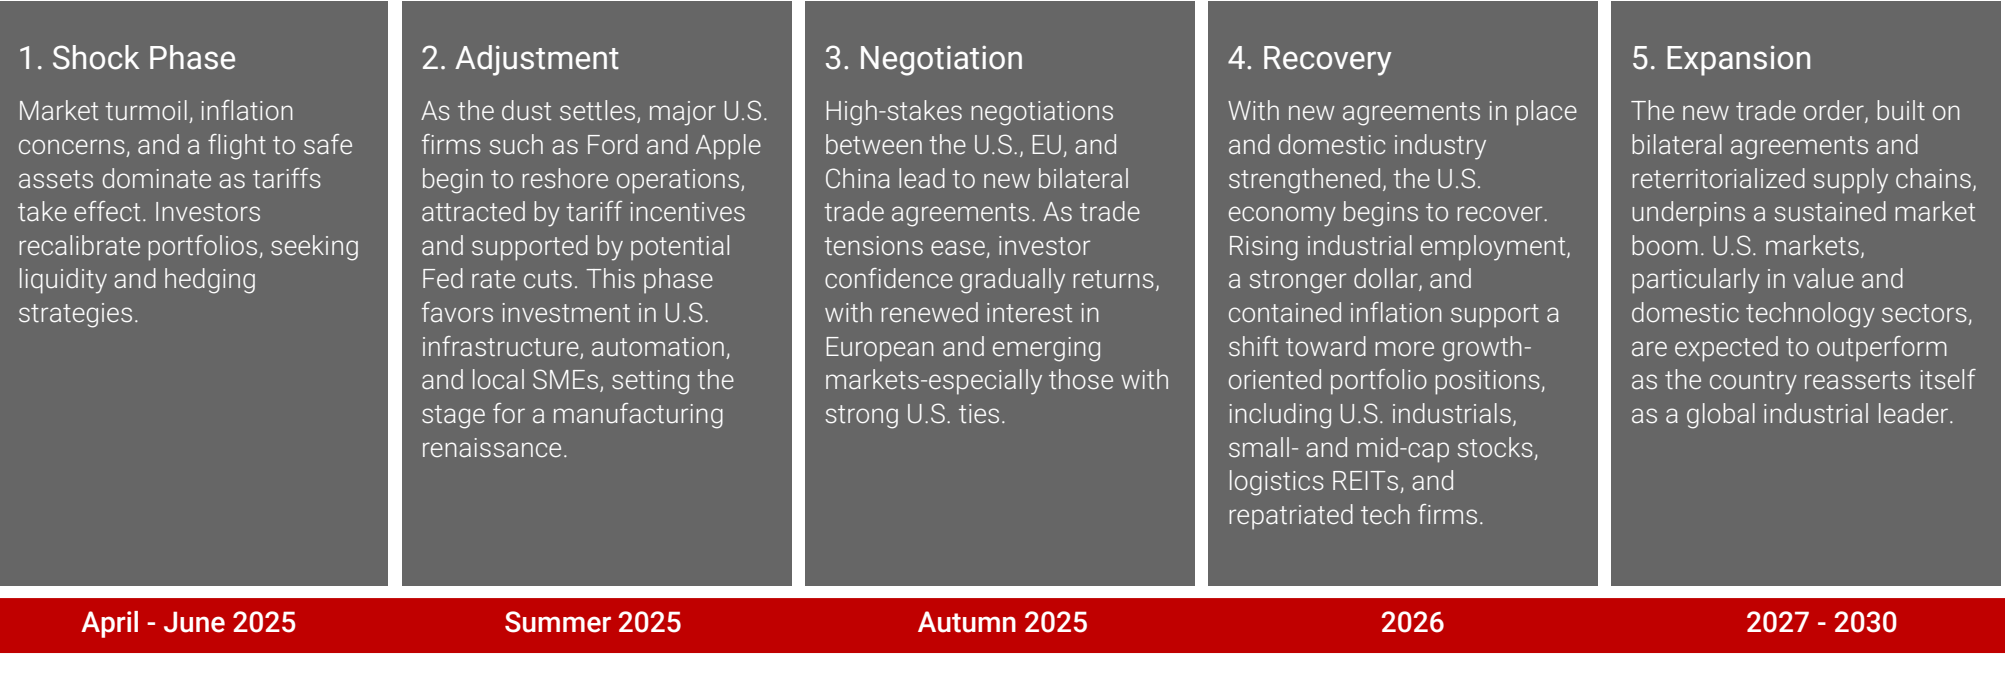 1. Shock Phase
Market turmoil, inflation
concerns, and a flight to safe
assets dominate as tariffs
take effect. Investors
recalibrate portfolios, seeking
liquidity and hedging
strategies.
2. Adjustment
As the dust settles, major U.S.
firms such as Ford and Apple
begin to reshore operations,
attracted by tariff incentives
and supported by potential
Fed rate cuts. This phase
favors investment in U.S.
infrastructure, automation,
and local SMEs, setting the
stage for a manufacturing
renaissance.
3. Negotiation
High-stakes negotiations
between the U.S., EU, and
China lead to new bilateral
trade agreements. As trade
tensions ease, investor
confidence gradually returns,
with renewed interest in
European and emerging
markets-especially those with
strong U.S. ties.
4. Recovery
With new agreements in place
and domestic industry
strengthened, the U.S.
economy begins to recover.
Rising industrial employment,
a stronger dollar, and
contained inflation support a
shift toward more growth-
oriented portfolio positions,
including U.S. industrials,
small- and mid-cap stocks,
logistics REITs, and
repatriated tech firms.
5. Expansion
The new trade order, built on
bilateral agreements and
reterritorialized supply chains,
underpins a sustained market
boom. U.S. markets,
particularly in value and
domestic technology sectors,
are expected to outperform
as the country reasserts itself
as a global industrial leader.
April - June 2025
Summer 2025
Autumn 2025
2026
2027 - 2030